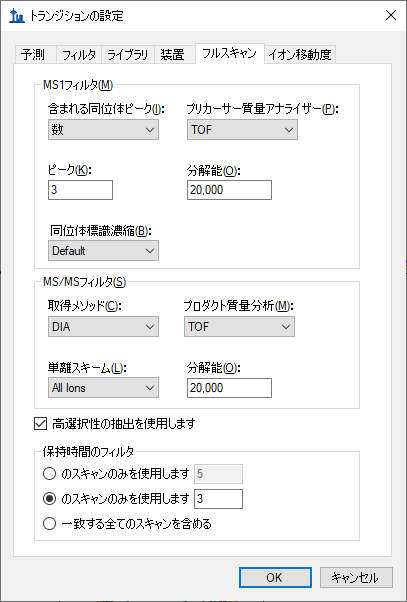 トランジションの設定
予測 フィルタ ライブラリ 装置 フルスキャン イオン移動度
MS1フィルタ(M)
含まれる同位体ピーク(I): プリカーサー質量アナライザー(P):
数 TOF
ピーク(K): 分解能(O):
3 20,000
同位体標識濃縮(B):
Default
MS/MSフィルタ(S)
取得メソッド(C): プロダクト質量分析(M):
DIA TOF
単離スキーム(L): 分解能(O):
All Ions 20,000
高選択性の抽出を使用します
保持時間のフィルタ
のスキャンのみを使用します 5
のスキャンのみを使用します 3
一致する全てのスキャンを含める
OK キャンセル